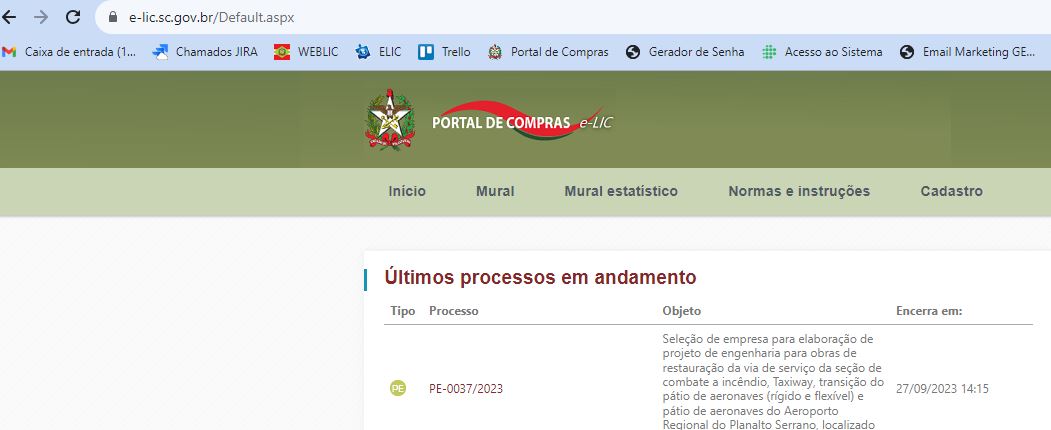 e-lic.sc.gov.br/Default.aspx
Caixa de entrada (1... Chamados JIRA WEBLIC ELIC Trello Portal de Compras Gerador de Senha Acesso ao Sistema Email Marketing GE...
PORTAL DE COMPRAS e-LIC
Início Mural Mural estatístico Normas e instruções Cadastro
Últimos processos em andamento
Tipo Processo Objeto Encerra em:
Seleção de empresa para elaboração de
projeto de engenharia para obras de
restauração da via de serviço da seção de
combate a incêndio, Taxiway, transição do
PE PE-0037/2023 pátio de aeronaves (rígido e flexível) e 27/09/2023 14:15
pátio de aeronaves do Aeroporto
Regional do Planalto Serrano, localizado